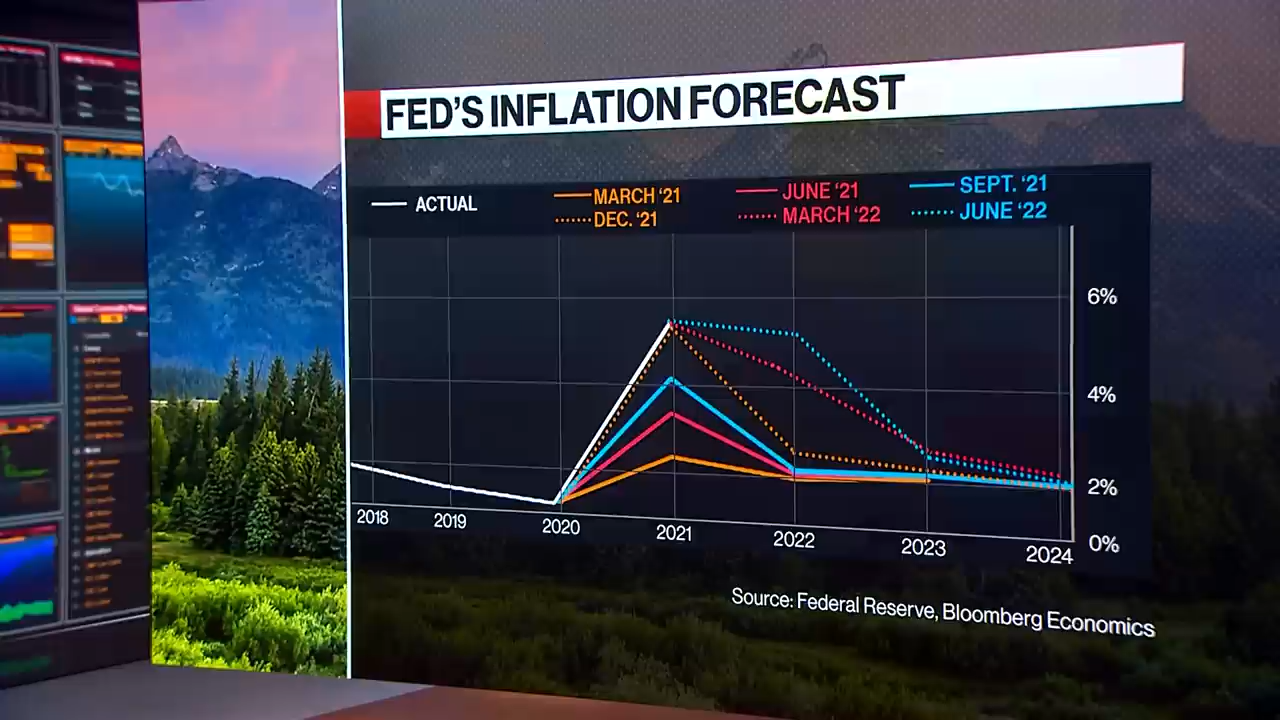 FED'S INFLATION FORECAST
ACTUAL
MARCH '21
JUNE '21
SEPT. '21
DEC. '21
MARCH '22
JUNE '22
6%
4%
2%
0%
2018
2019
2020
2021
2022
2023
2024
Source: Federal Reserve, Bloomberg Economics